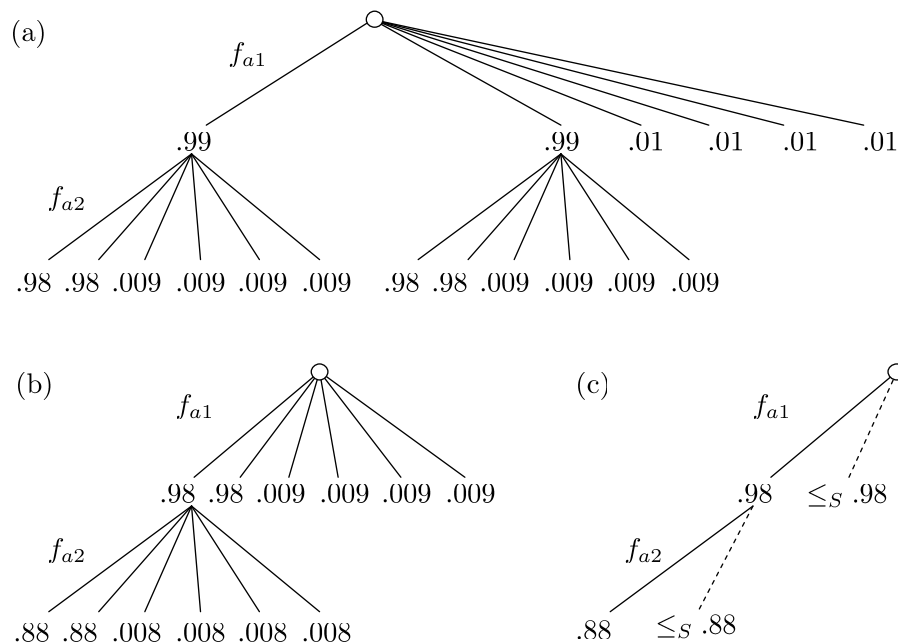 (a)
f_{a1}
.99 .99 .01 .01 .01 .01
f_{a2}
.98 .98 .009 .009 .009 .009 .98 .98 .009 .009 .009 .009
(b) (c)
f_{a1} f_{a1}
.98 .98 .009 .009 .009 .009 .98 ≤_S .98
f_{a2} f_{a2}
.88 .88 .008 .008 .008 .008 .88 ≤_S .88